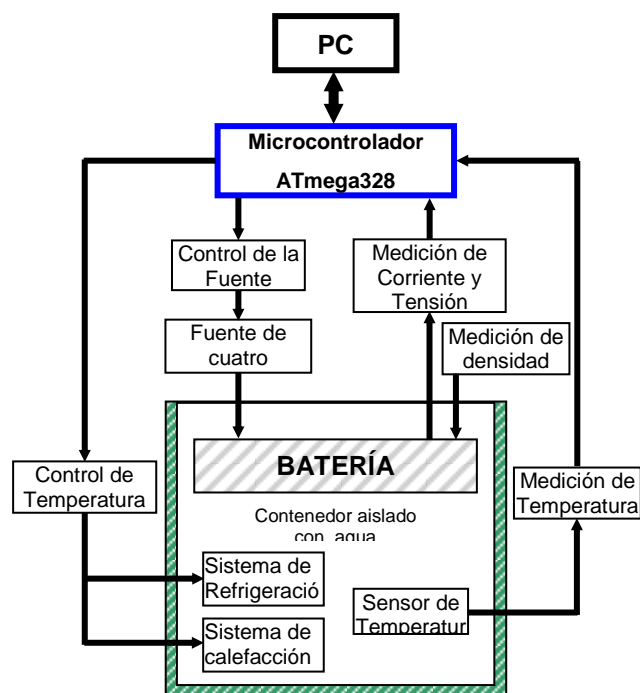 PC
Microcontrolador
ATmega328
Control de la
Fuente
Medición de
Corriente y
Tensión
Fuente de
cuatro
Medición de
densidad
BATERÍA
Control de
Temperatura
Contenedor aislado
con agua
Medición de
Temperatura
Sistema de
Refrigeració
Sensor de
Temperatur
Sistema de
calefacción